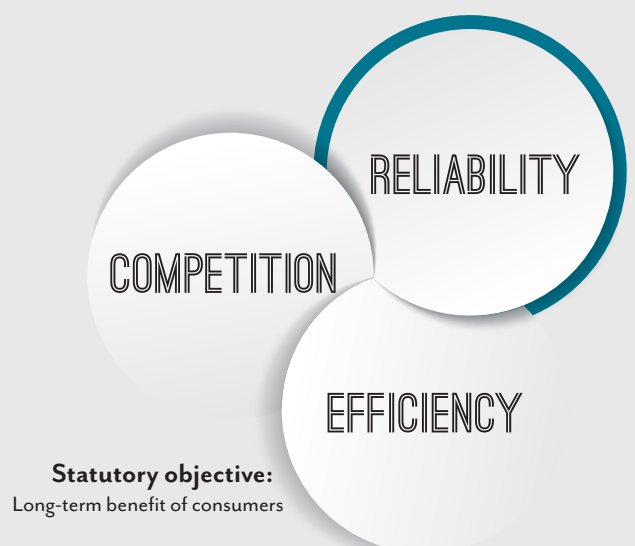 RELIABILITY
COMPETITION
EFFICIENCY
Statutory objective:
Long-term benefit of consumers